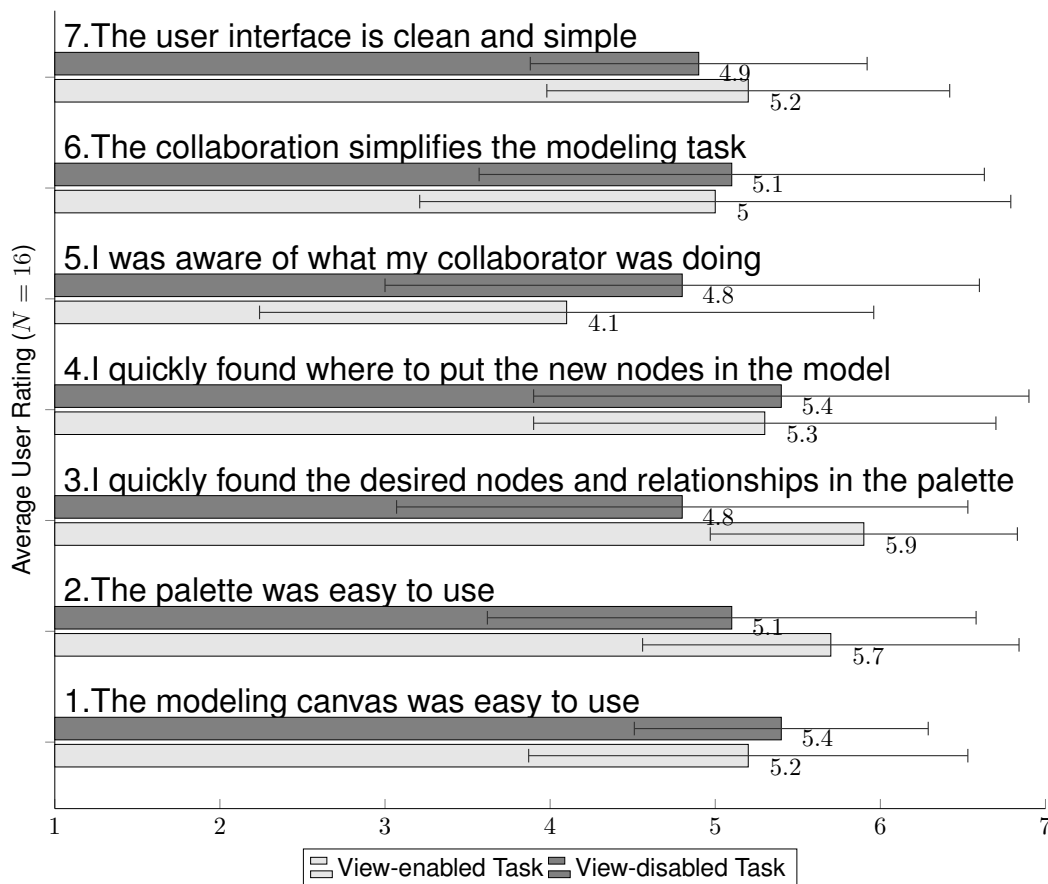 7.The user interface is clean and simple
4.9
5.2
6.The collaboration simplifies the modeling task
5.1
5
5.I was aware of what my collaborator was doing
4.8
4.1
4.I quickly found where to put the new nodes in the model
5.4
5.3
3.I quickly found the desired nodes and relationships in the palette
4.8
5.9
2.The palette was easy to use
5.1
5.7
1.The modeling canvas was easy to use
5.4
5.2
Average User Rating (N = 16)
1 2 3 4 5 6 7
View-enabled Task View-disabled Task